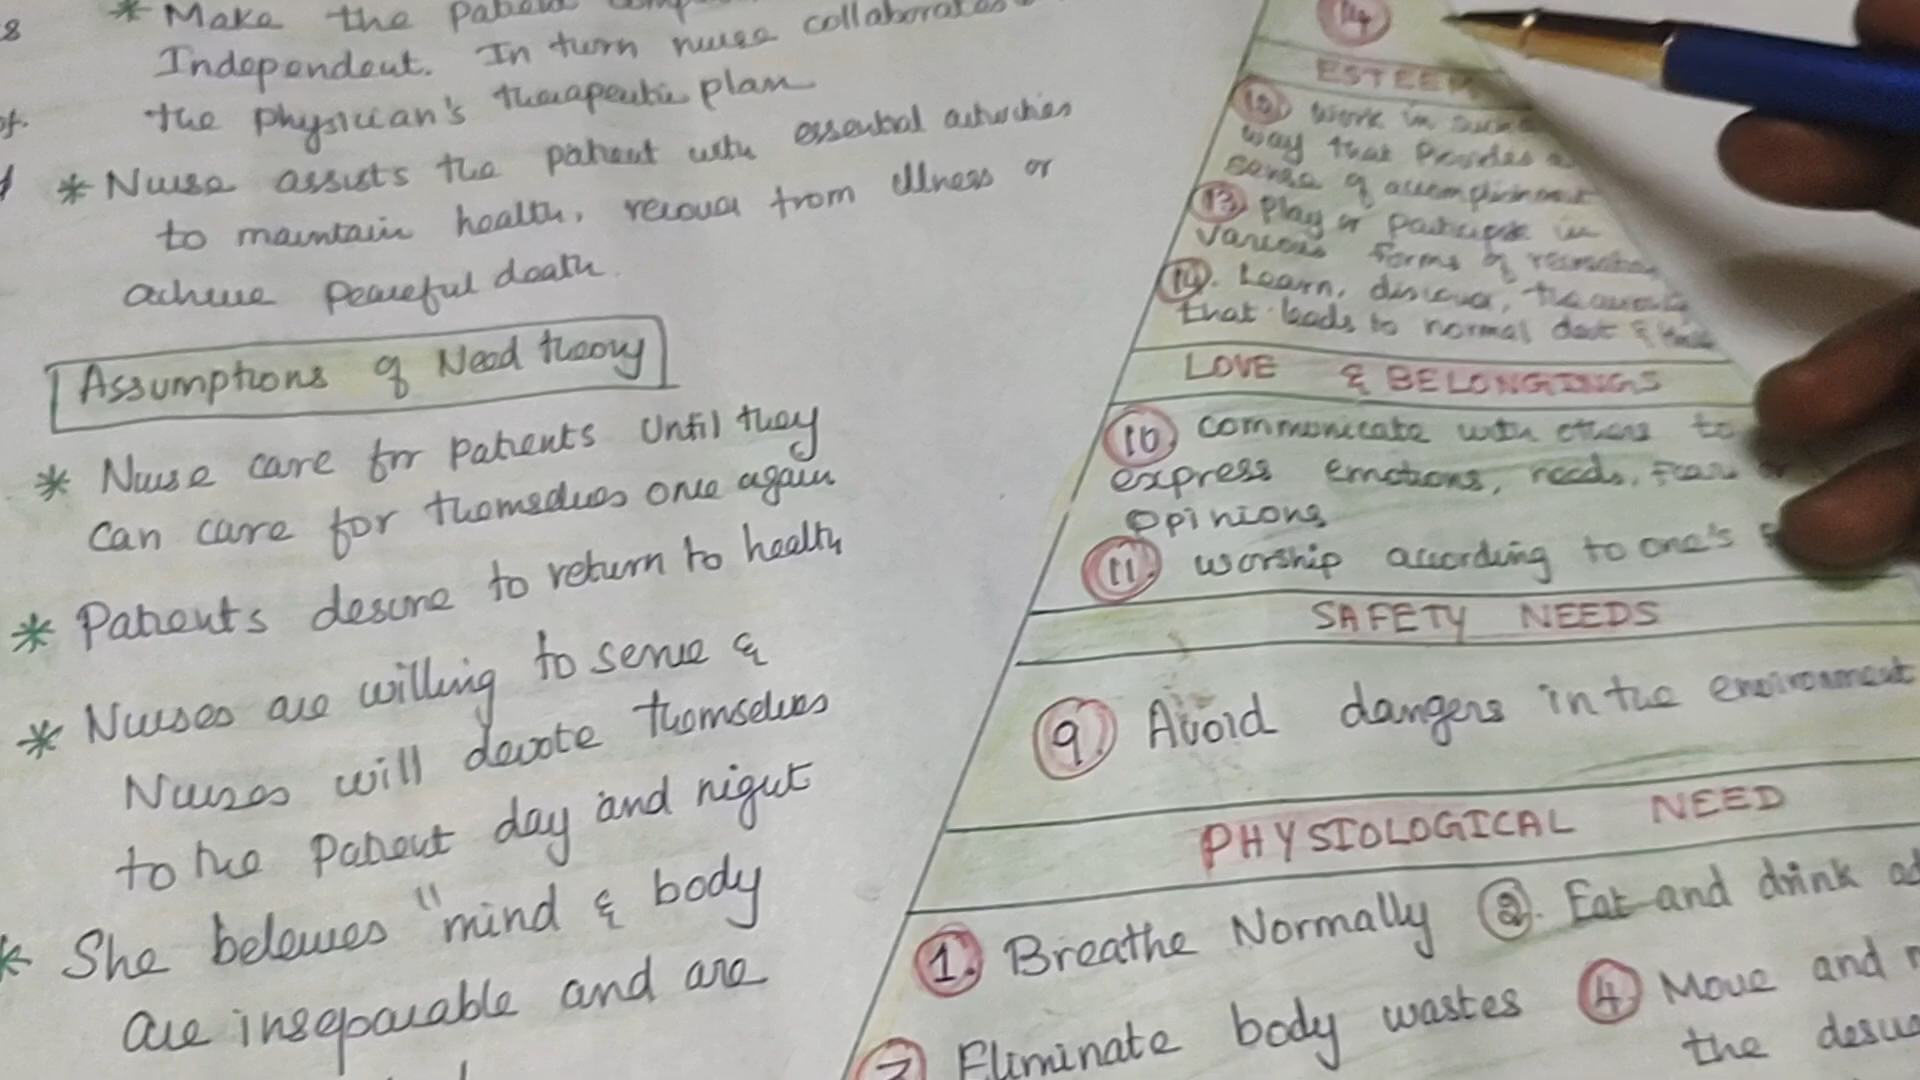 * Make the Patient
Independent. In turn nurse collaborates
the physician's therapeutic plan
* Nurse assists the patient with essential activities
to maintain health, recover from illness or
achieve peaceful death.
Assumptions of Need theory
* Nurse care for patients Until they
can care for themselves once again
* Patients desire to return to health
* Nurses are willing to serve &
Nurses will devote themselves
to the Patient day and night
* She believes "mind & body
are inseparable and are
14
ESTEEM
12. Work in such a
way that Provides a
sense of accomplishment
13. Play or participate in
various forms of recreation
14. Learn, discover,
that leads to normal
LOVE & BELONGINGS
10. communicate with others to
express emotions, needs, fears or
opinions
11. worship according to one's
SAFETY NEEDS
9. Avoid dangers in the environment
PHYSIOLOGICAL NEED
1. Breathe Normally 2. Eat and drink
Eliminate body wastes 4. Move and
the